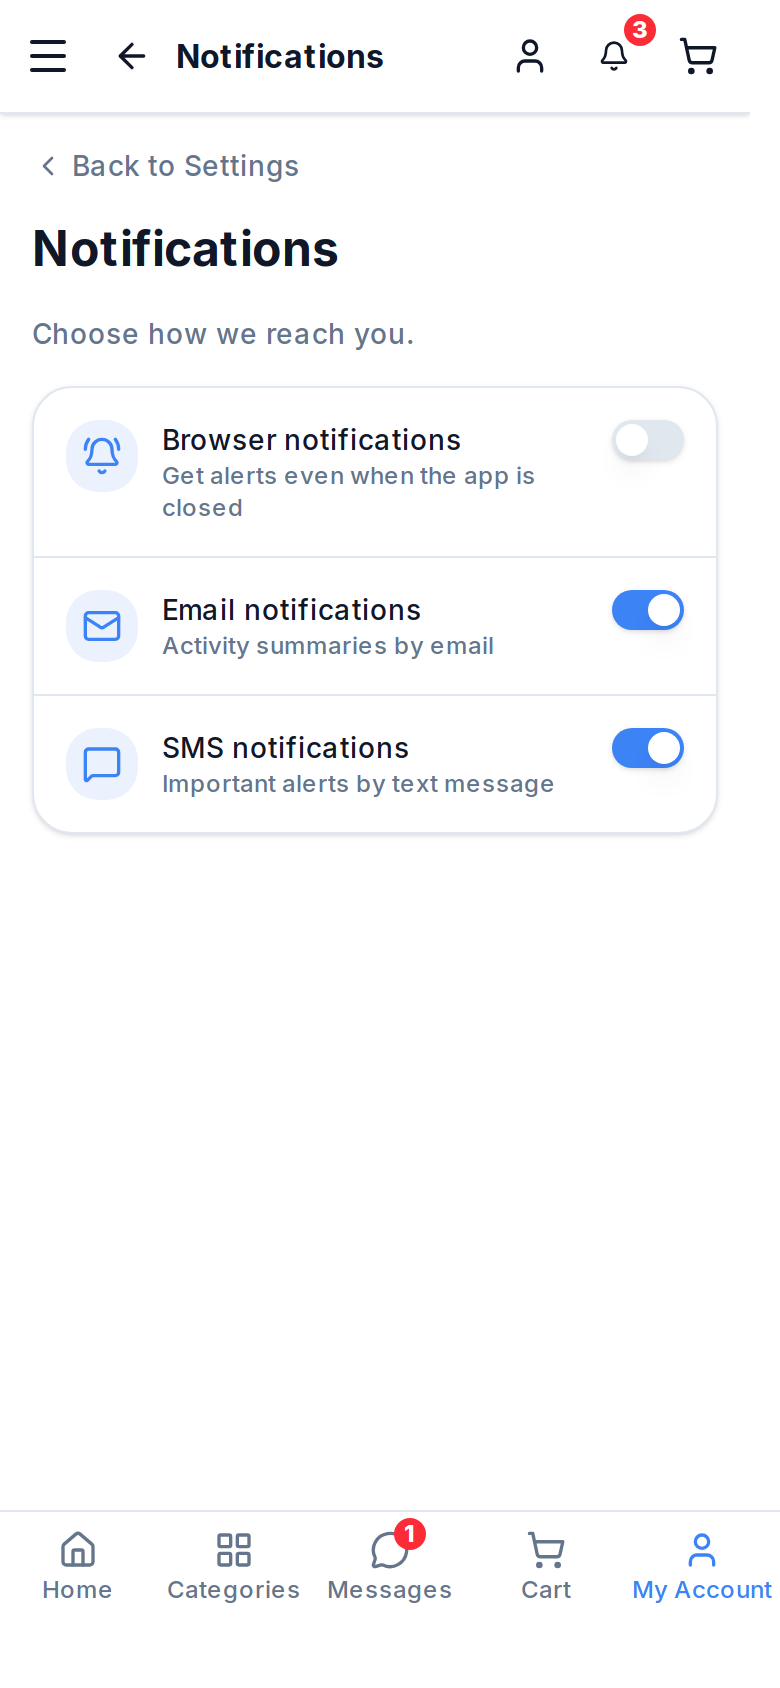 Notifications
3
Back to Settings
Notifications
Choose how we reach you.
Browser notifications
Get alerts even when the app is
closed
Email notifications
Activity summaries by email
SMS notifications
Important alerts by text message
1
Home
Categories
Messages
Cart
My Account